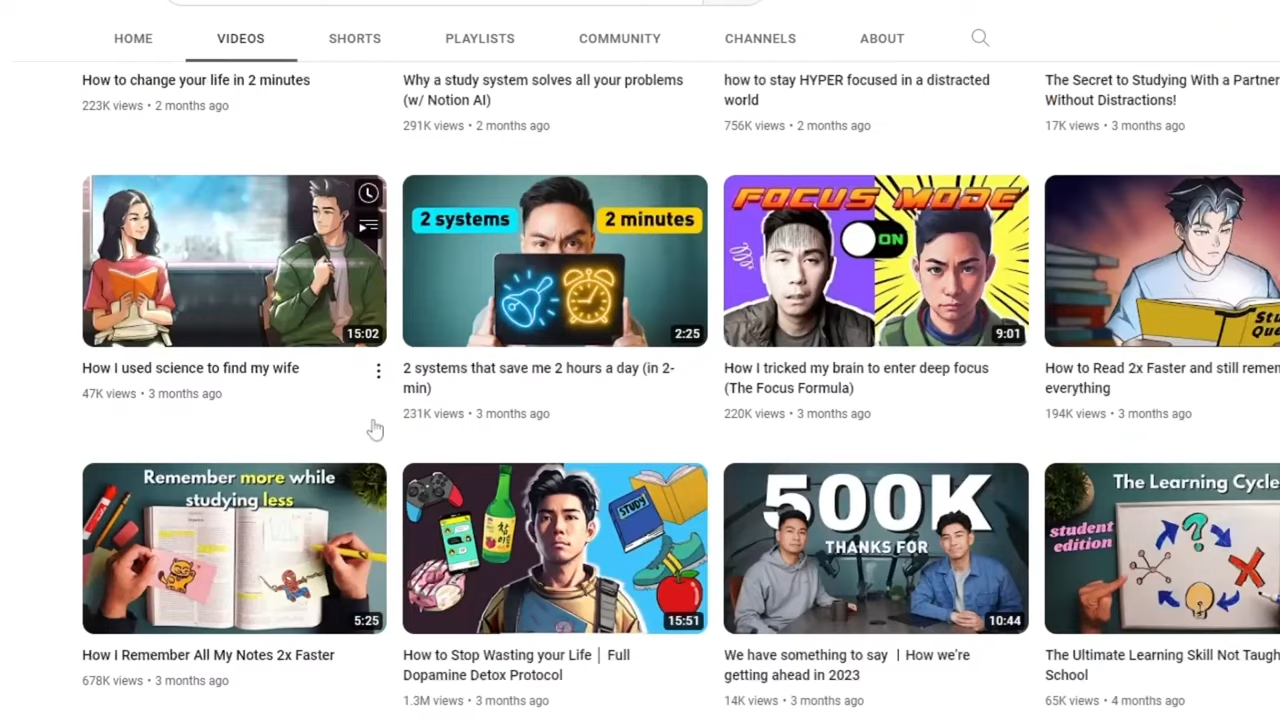 HOME VIDEOS SHORTS PLAYLISTS COMMUNITY CHANNELS ABOUT
How to change your life in 2 minutes
223K views • 2 months ago
Why a study system solves all your problems
(w/ Notion AI)
291K views • 2 months ago
how to stay HYPER focused in a distracted
world
756K views • 2 months ago
The Secret to Studying With a Partner
Without Distractions!
17K views • 3 months ago
15:02
How I used science to find my wife
47K views • 3 months ago
2 systems
2 minutes
2:25
2 systems that save me 2 hours a day (in 2-
min)
231K views • 3 months ago
FOCUS MODE
ON
9:01
How I tricked my brain to enter deep focus
(The Focus Formula)
220K views • 3 months ago
How to Read 2x Faster and still remem
everything
194K views • 3 months ago
Remember more while
studying less
5:25
How I Remember All My Notes 2x Faster
678K views • 3 months ago
STUDY
15:51
How to Stop Wasting your Life | Full
Dopamine Detox Protocol
1.3M views • 3 months ago
500K
THANKS FOR
10:44
We have something to say | How we're
getting ahead in 2023
14K views • 3 months ago
The Learning Cycle
student
edition
The Ultimate Learning Skill Not Taugh
School
65K views • 4 months ago